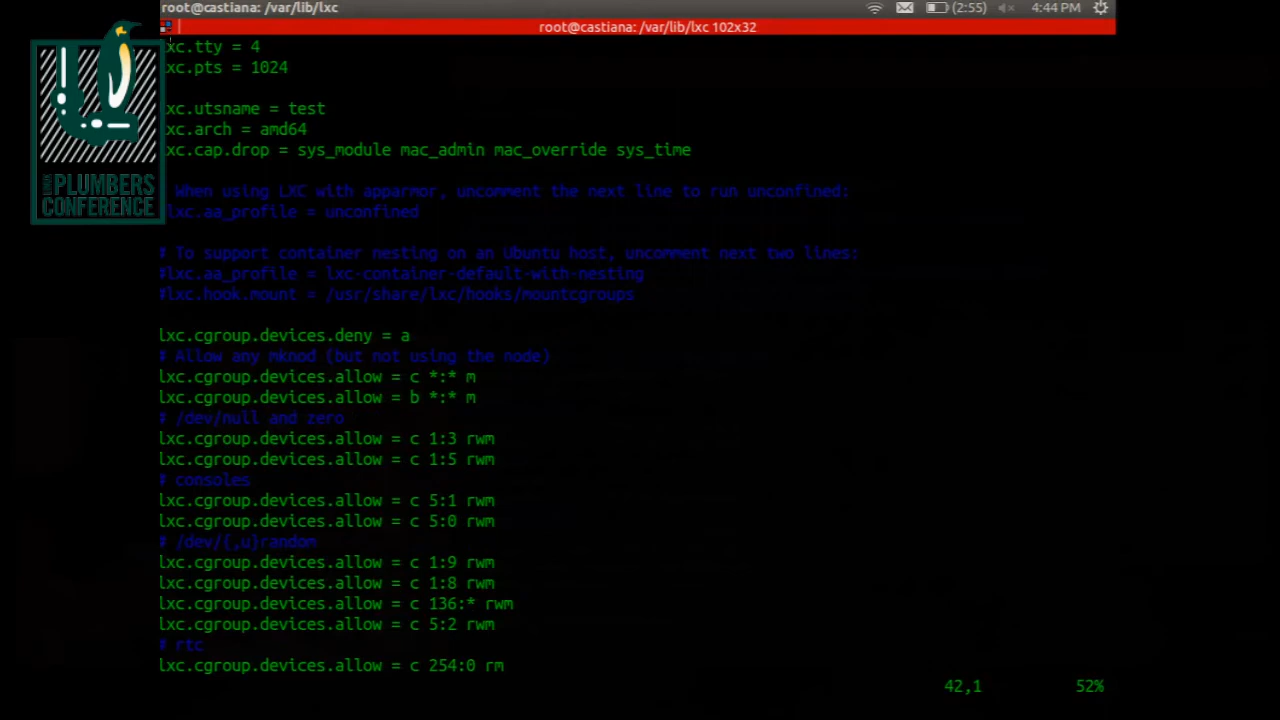 root@castiana: /var/lib/lxc
(2:55)
4:44 PM
root@castiana: /var/lib/lxc 102x32
xc.tty = 4
xc.pts = 1024
xc.utsname = test
xc.arch = amd64
xc.cap.drop = sys_module mac_admin mac_override sys_time
When using LXC with apparmor, uncomment the next line to run unconfined:
lxc.aa_profile = unconfined
# To support container nesting on an Ubuntu host, uncomment next two lines:
#lxc.aa_profile = lxc-container-default-with-nesting
#lxc.hook.mount = /usr/share/lxc/hooks/mountcgroups
lxc.cgroup.devices.deny = a
# Allow any mknod (but not using the node)
lxc.cgroup.devices.allow = c *:* m
lxc.cgroup.devices.allow = b *:* m
# /dev/null and zero
lxc.cgroup.devices.allow = c 1:3 rwm
lxc.cgroup.devices.allow = c 1:5 rwm
# consoles
lxc.cgroup.devices.allow = c 5:1 rwm
lxc.cgroup.devices.allow = c 5:0 rwm
# /dev/{,u}random
lxc.cgroup.devices.allow = c 1:9 rwm
lxc.cgroup.devices.allow = c 1:8 rwm
lxc.cgroup.devices.allow = c 136:* rwm
lxc.cgroup.devices.allow = c 5:2 rwm
# rtc
lxc.cgroup.devices.allow = c 254:0 rm
42,1
52%
LINUX
PLUMBERS
CONFERENCE